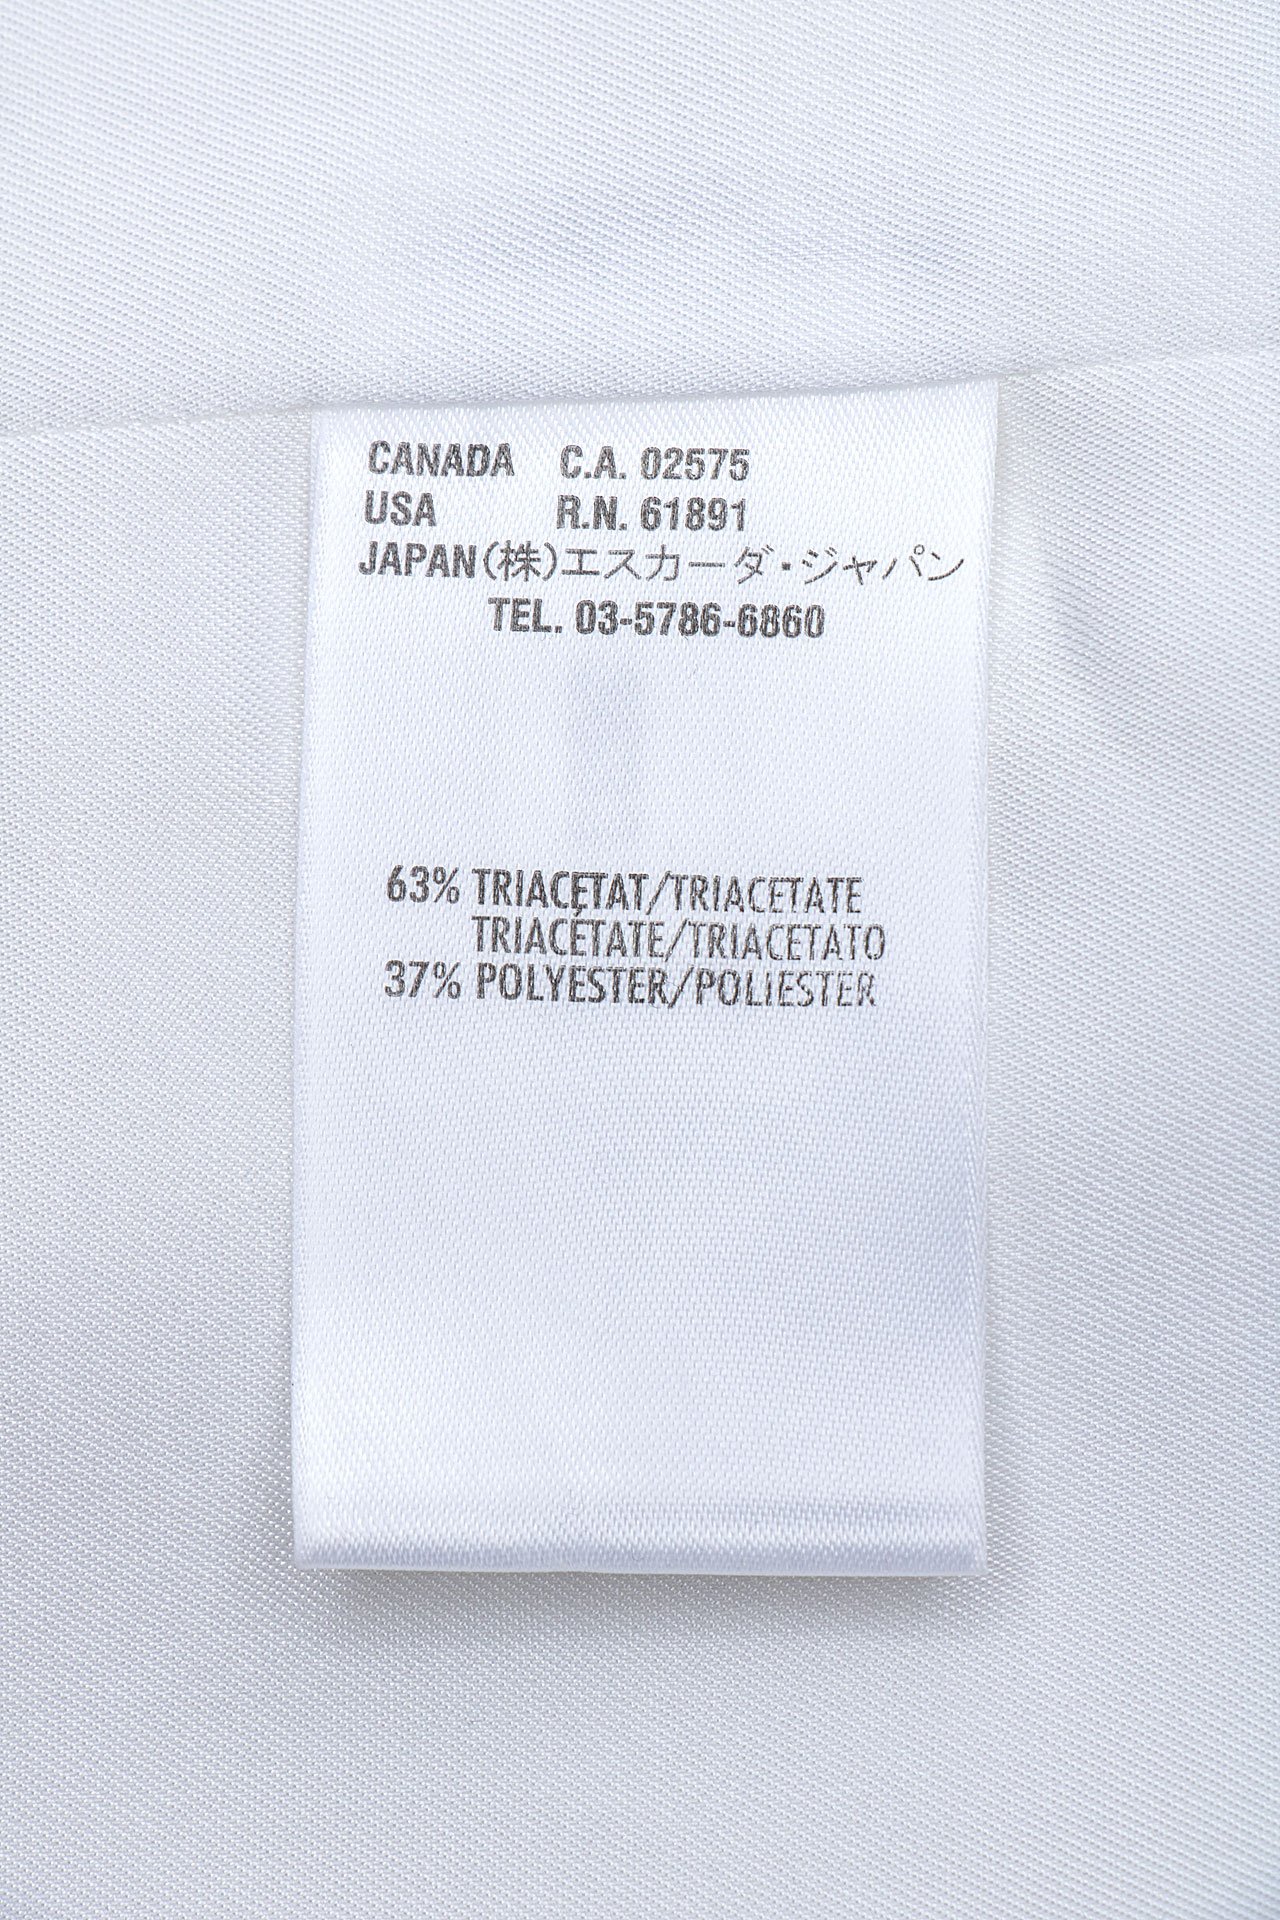 CANADA C.A. 02575
USA R.N. 61891
JAPAN(株)エスカーダ・ジャパン
TEL. 03-5786-6860
63% TRIACETAT/TRIACETATE
TRIACÉTATE/TRIACETATO
37% POLYESTER/POLIESTER